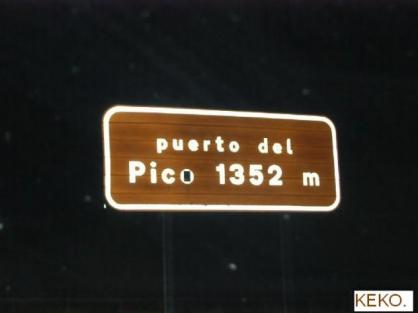 puerto del
Pico 1352 m
KEKO.